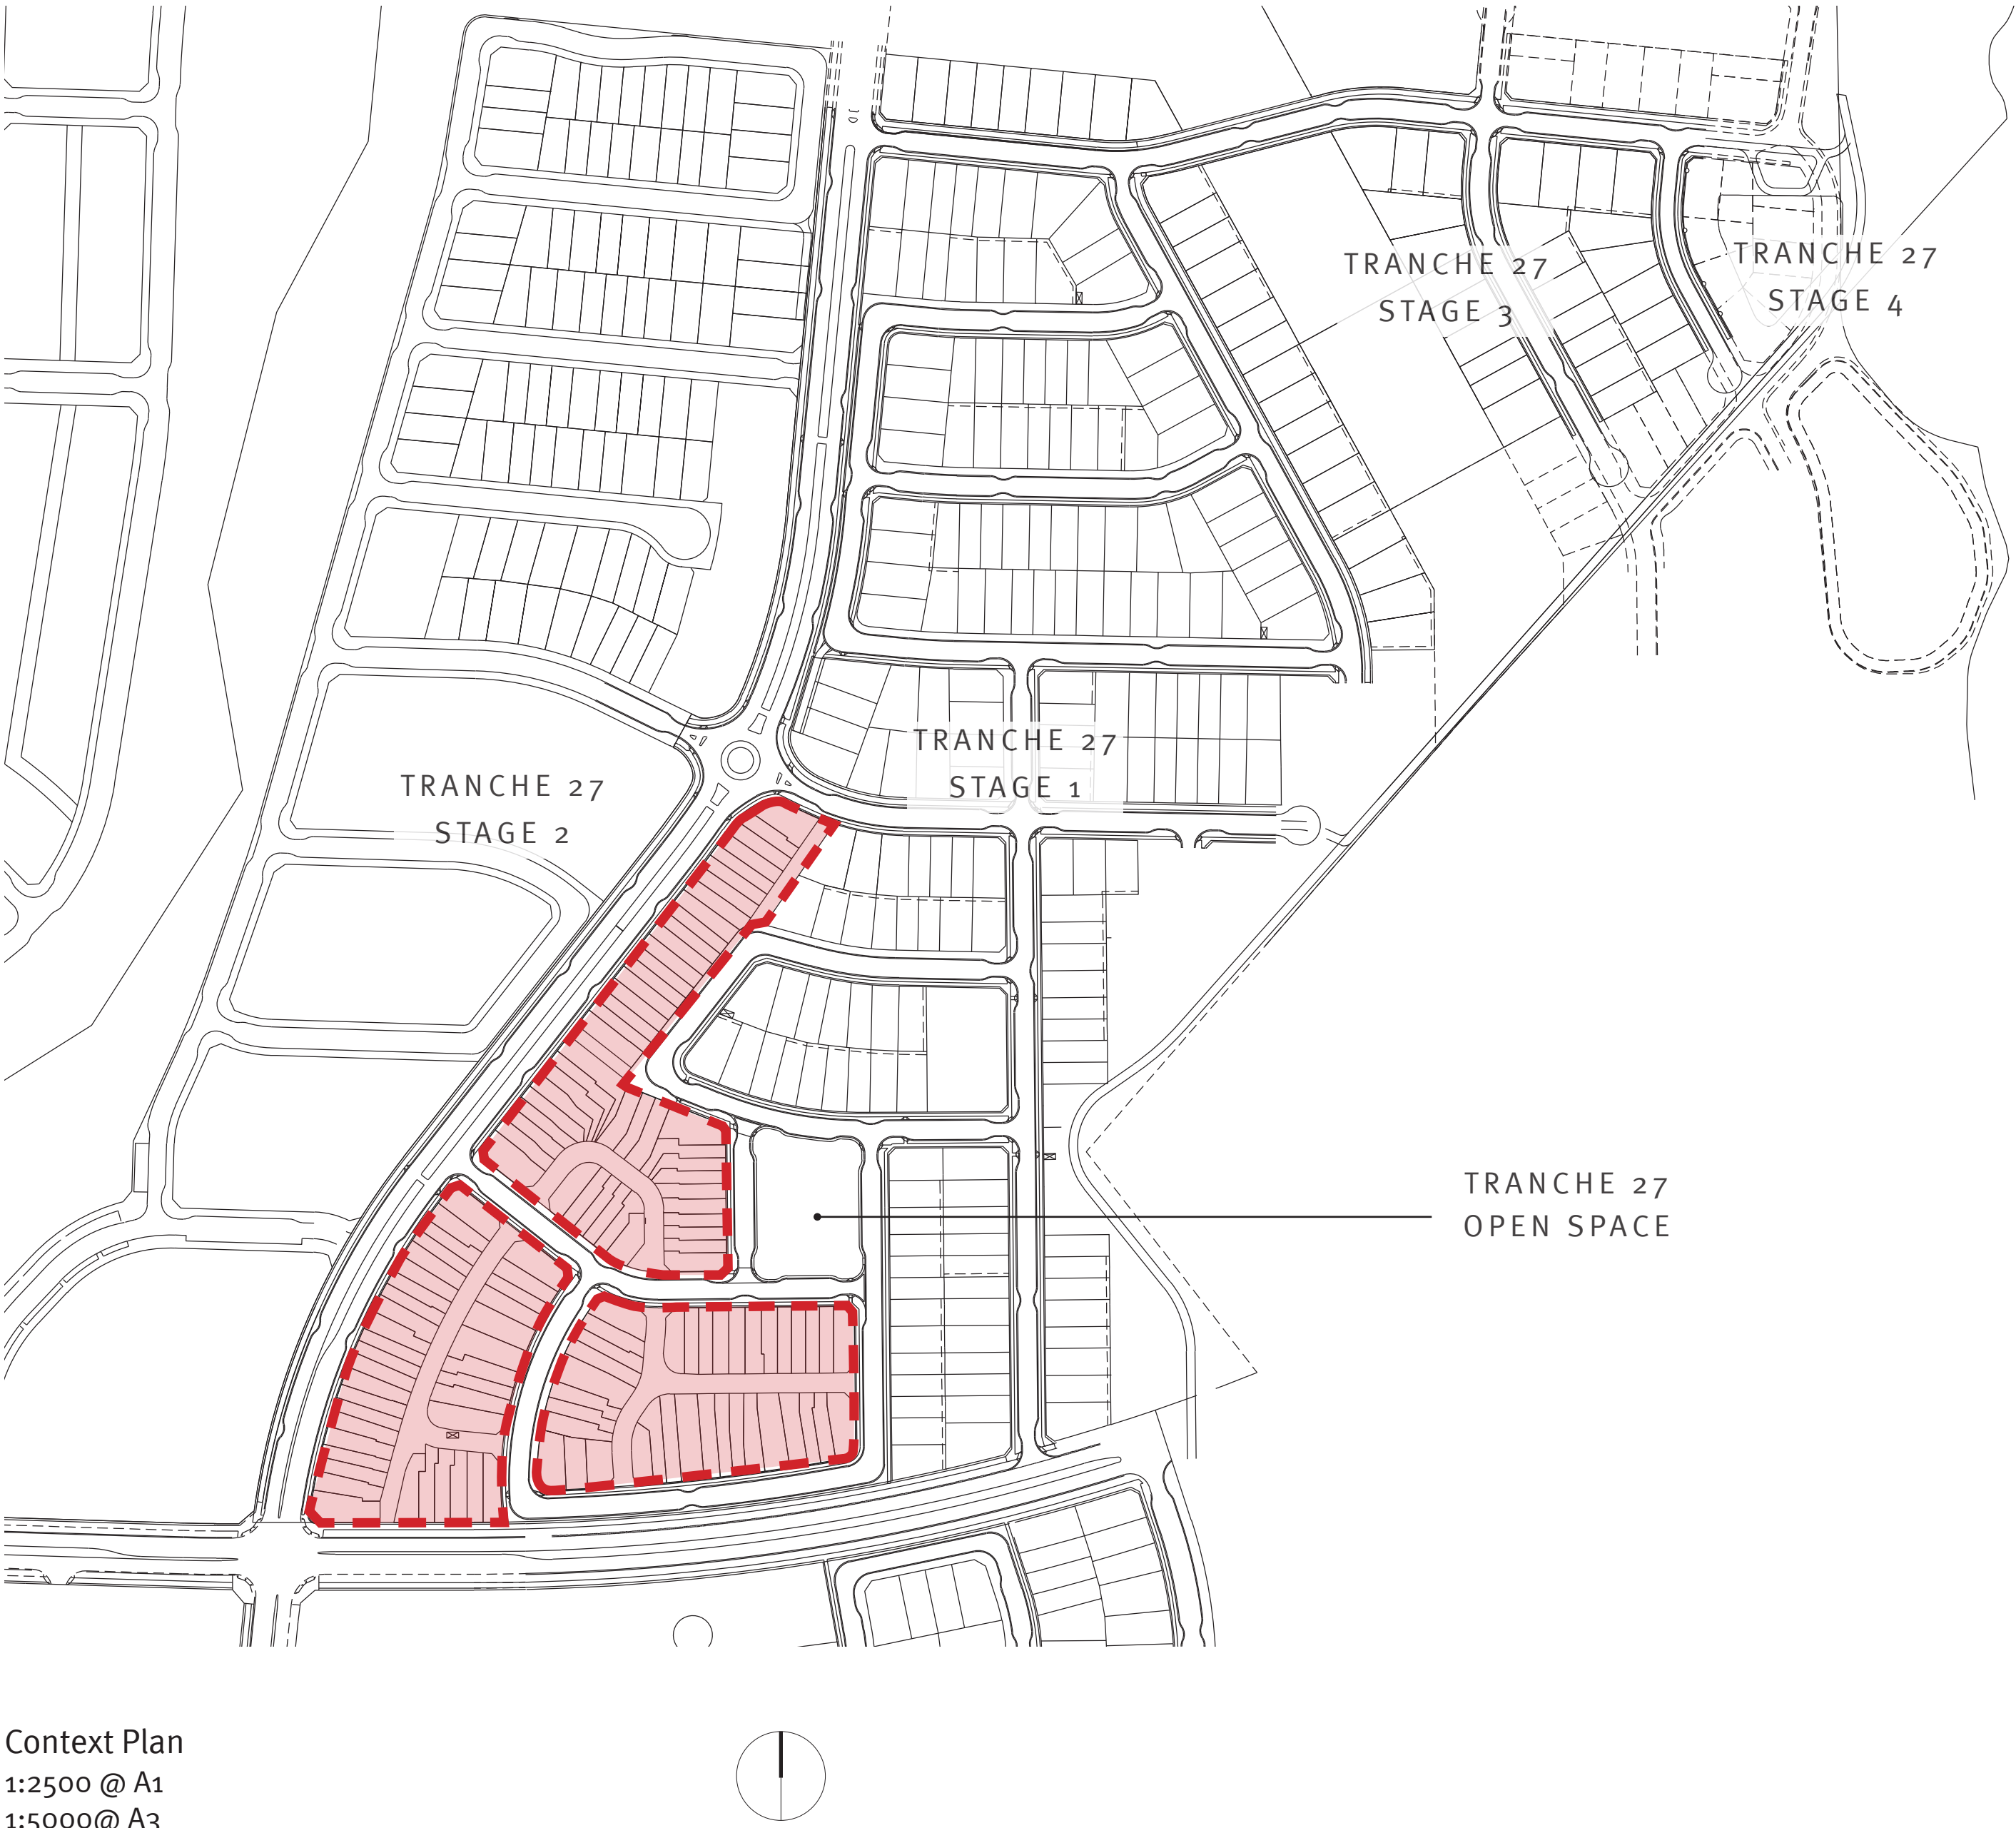 TRANCHE 27
STAGE 3
TRANCHE 27
STAGE 4
TRANCHE 27
STAGE 1
TRANCHE 27
STAGE 2
TRANCHE 27
OPEN SPACE
Context Plan
1:2500 @ A1
1:5000@ A3